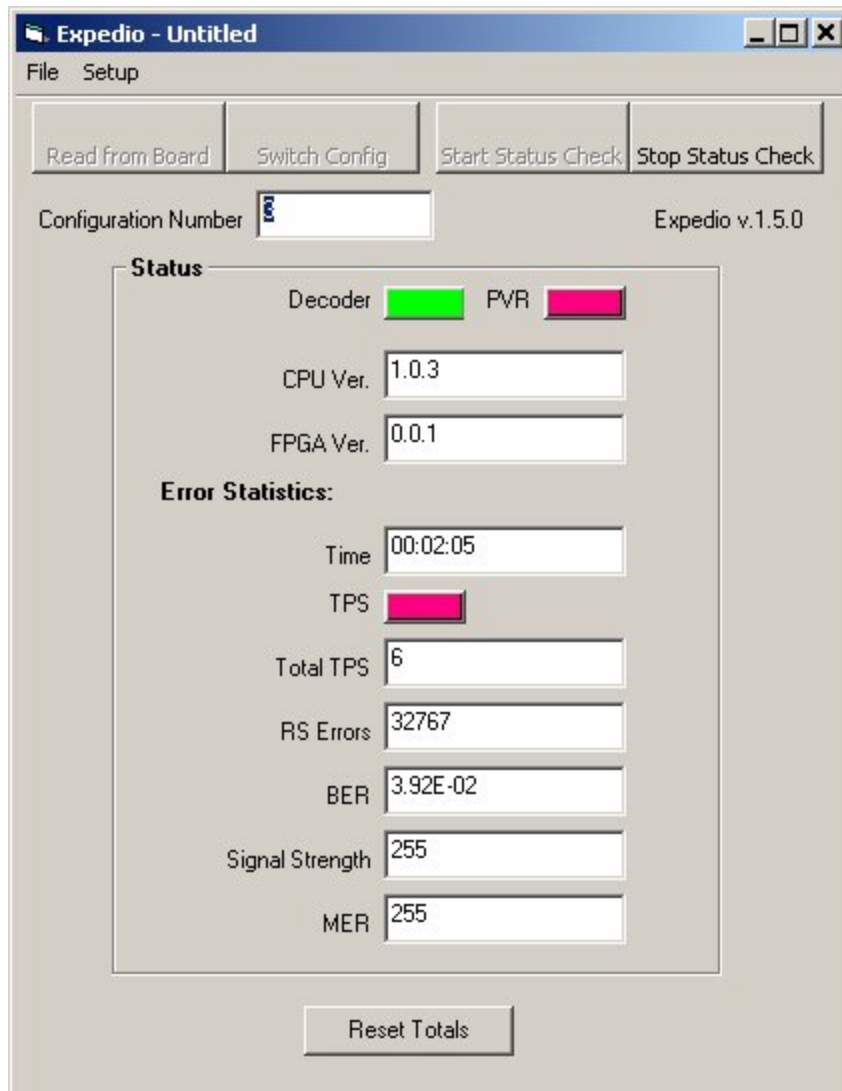 Expedio - Untitled
File Setup
Read from Board Switch Config Start Status Check Stop Status Check
Configuration Number 3 Expedio v.1.5.0
Status
Decoder PVR
CPU Ver. 1.0.3
FPGA Ver. 0.0.1
Error Statistics:
Time 00:02:05
TPS
Total TPS 6
RS Errors 32767
BER 3.92E-02
Signal Strength 255
MER 255
Reset Totals